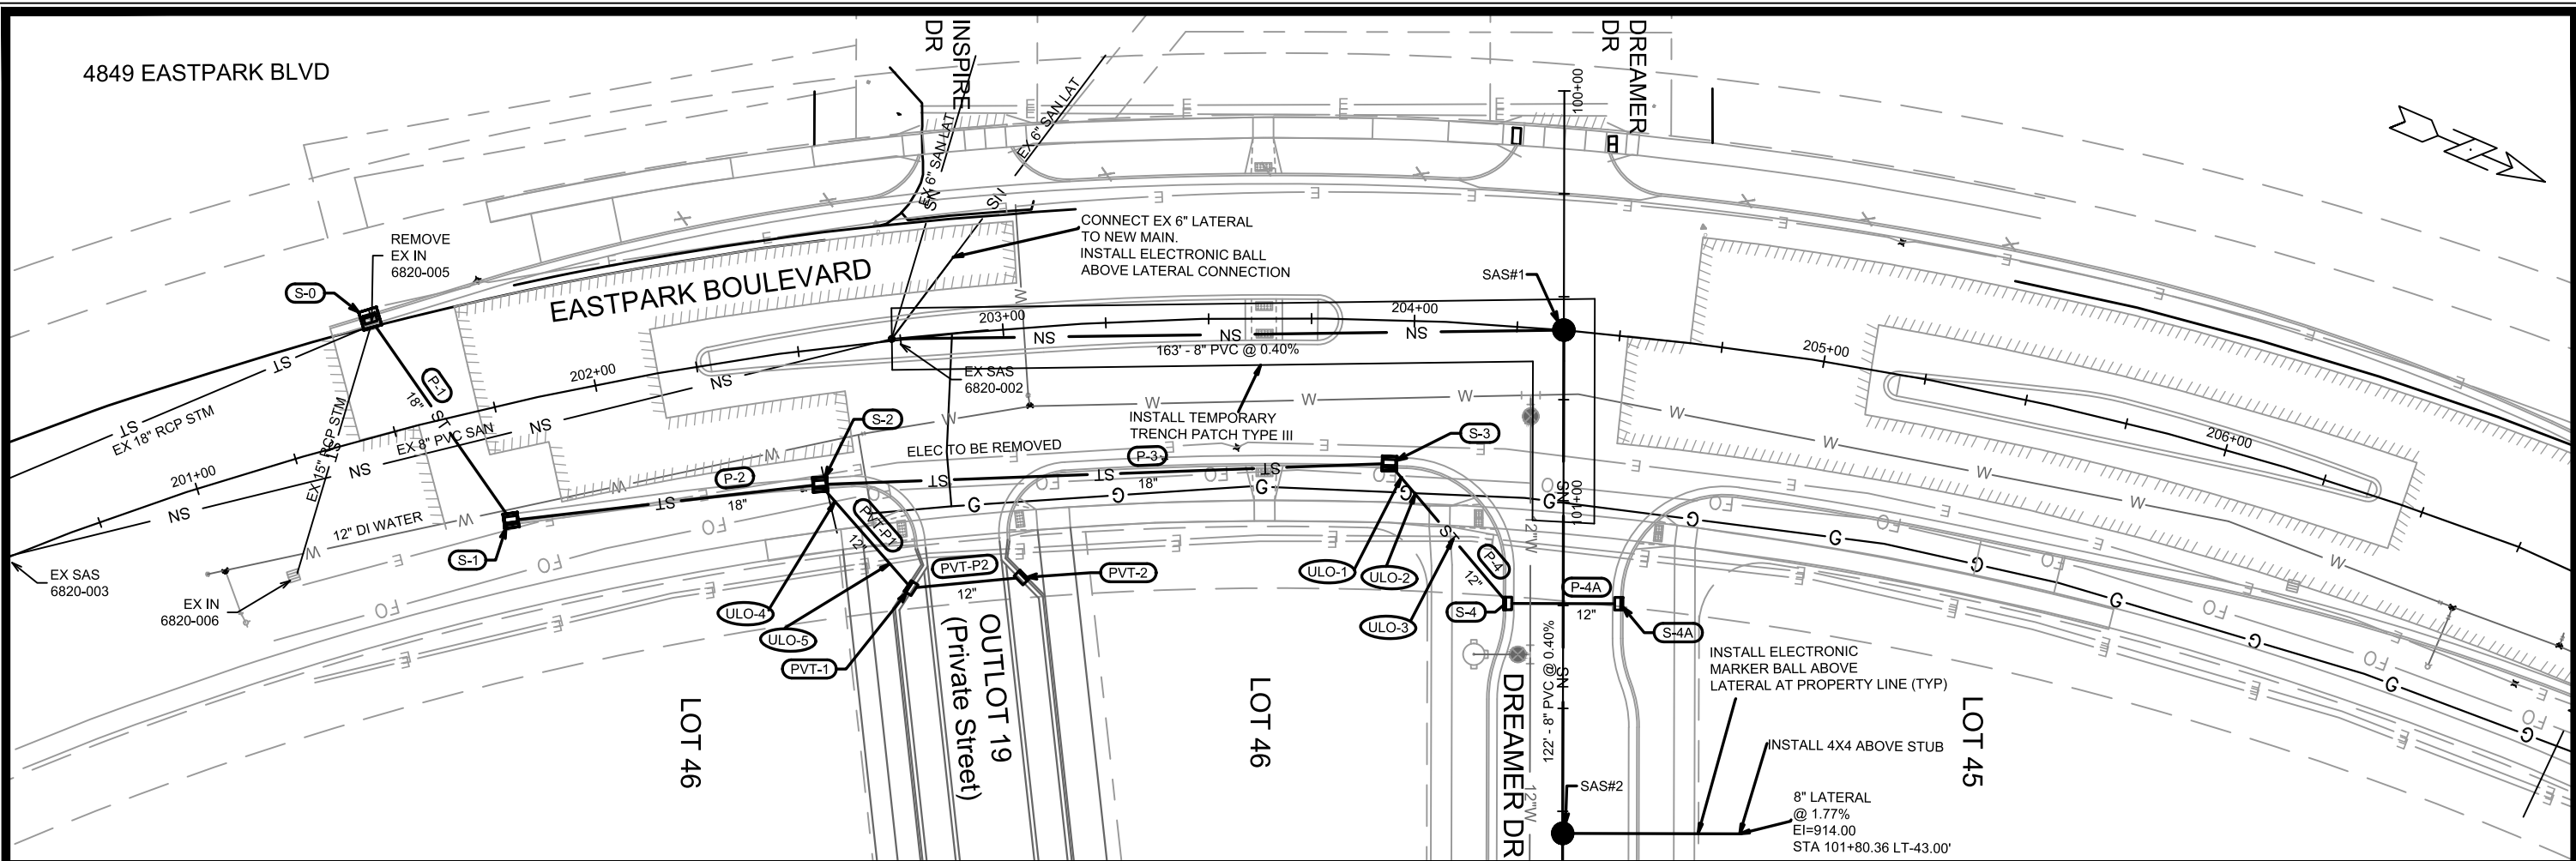 4849 EASTPARK BLVD
INSPIRE
DR
DREAMER
DR
100+00
EX 6" SAN LAT
EX 6" SAN LAT
SN
SN
REMOVE
EX IN
6820-005
S-0
EASTPARK BOULEVARD
CONNECT EX 6" LATERAL
TO NEW MAIN.
INSTALL ELECTRONIC BALL
ABOVE LATERAL CONNECTION
SAS#1
203+00
204+00
205+00
206+00
202+00
201+00
NS NS NS
163' - 8" PVC @ 0.40%
EX SAS
6820-002
P-1
18"
ST
EX 18" RCP STM
EX 15" RCP STM
EX 8" PVC SAN
NS
INSTALL TEMPORARY
TRENCH PATCH TYPE III
ELEC TO BE REMOVED
S-2
S-3
P-2
18"
P-3
18"
12" DI WATER
S-1
EX SAS
6820-003
EX IN
6820-006
PVT-P1
12"
PVT-P2
12"
PVT-2
ULO-4
ULO-5
PVT-1
ULO-1
ULO-2
ULO-3
P-4
12"
S-4
P-4A
12"
S-4A
101+00
OUTLOT 19
(Private Street)
LOT 46
LOT 46
LOT 45
DREAMER DR
12"W
122' - 8" PVC @ 0.40%
NS
INSTALL ELECTRONIC
MARKER BALL ABOVE
LATERAL AT PROPERTY LINE (TYP)
INSTALL 4X4 ABOVE STUB
SAS#2
8" LATERAL
@ 1.77%
EI=914.00
STA 101+80.36 LT-43.00'